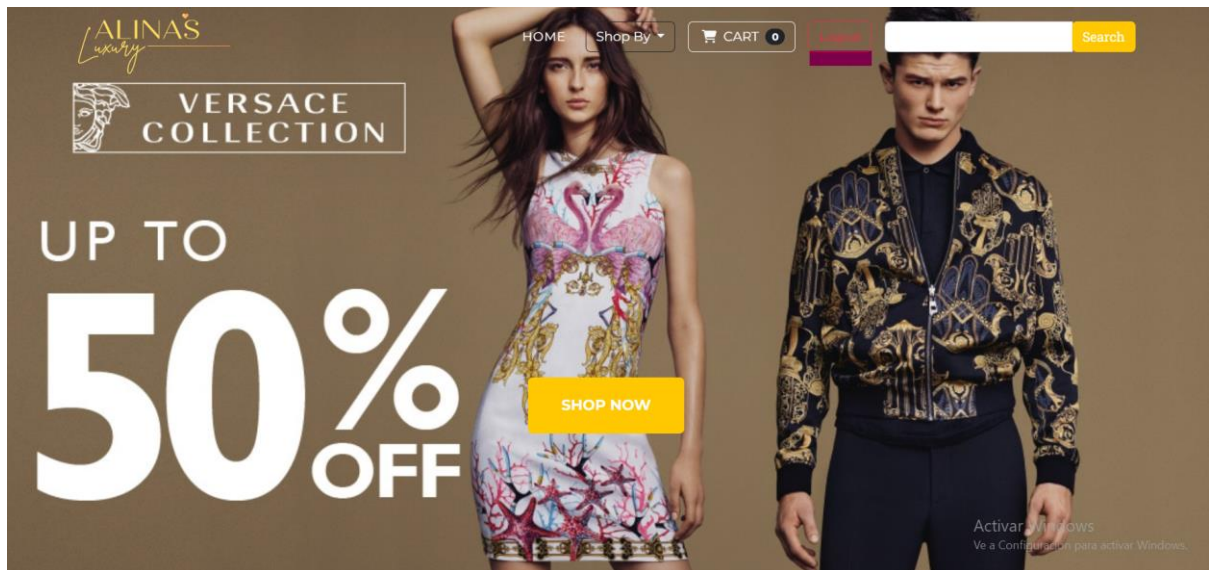 ALINA'S
Luxury
HOME
Shop By
CART 0
Search
VERSACE
COLLECTION
UP TO
50%
OFF
SHOP NOW
Activar Windows
Ve a Configuración para activar Windows.